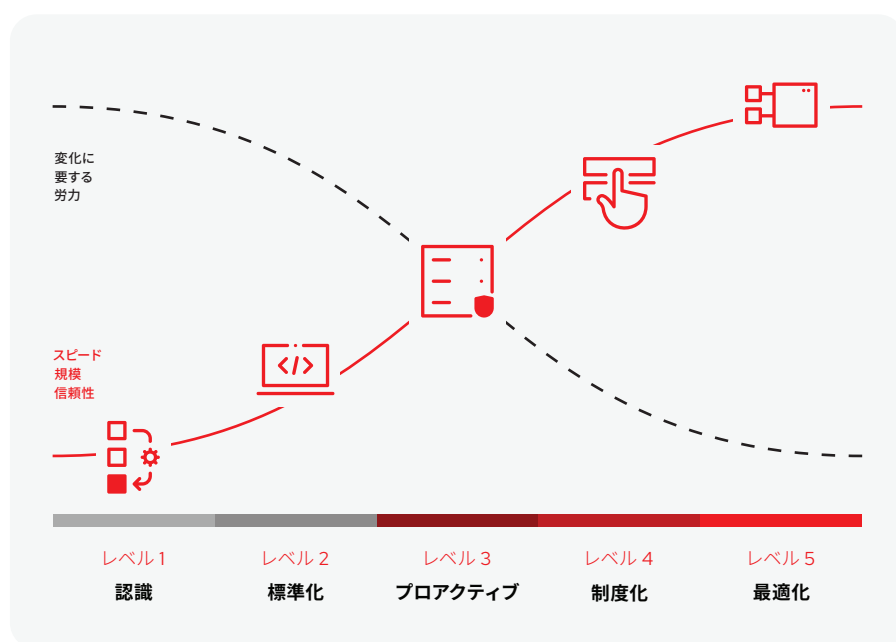 変化に
要する
労力
スピード
規模
信頼性
</>
レベル 1
レベル 2
レベル 3
レベル 4
レベル 5
認識
標準化
プロアクティブ
制度化
最適化